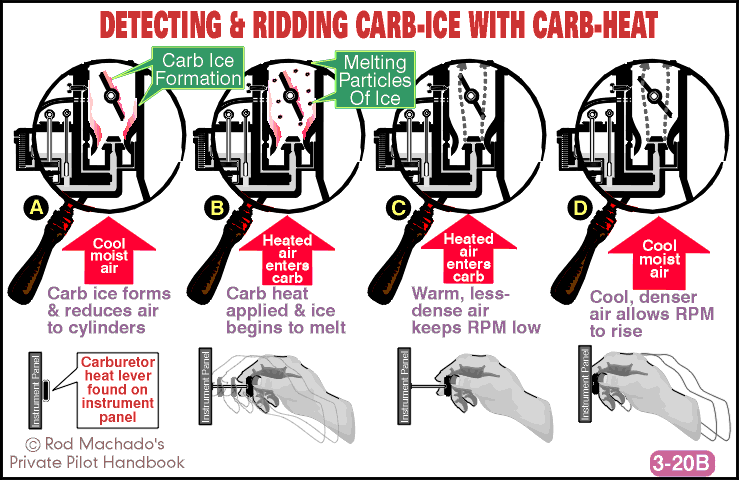 DETECTING & RIDDING CARB-ICE WITH CARB-HEAT
Carb Ice
Formation
Melting
Particles
Of Ice
A
B
C
D
Cool
moist
air
Heated
air
enters
carb
Heated
air
enters
carb
Cool
moist
air
Carb ice forms
& reduces air
to cylinders
Carb heat
applied & ice
begins to melt
Warm, less-
dense air
keeps RPM low
Cool, denser
air allows RPM
to rise
Instrument Panel
Carburetor
heat lever
found on
instrument
panel
Instrument Panel
Instrument Panel
Instrument Panel
© Rod Machado's
Private Pilot Handbook
3-20B